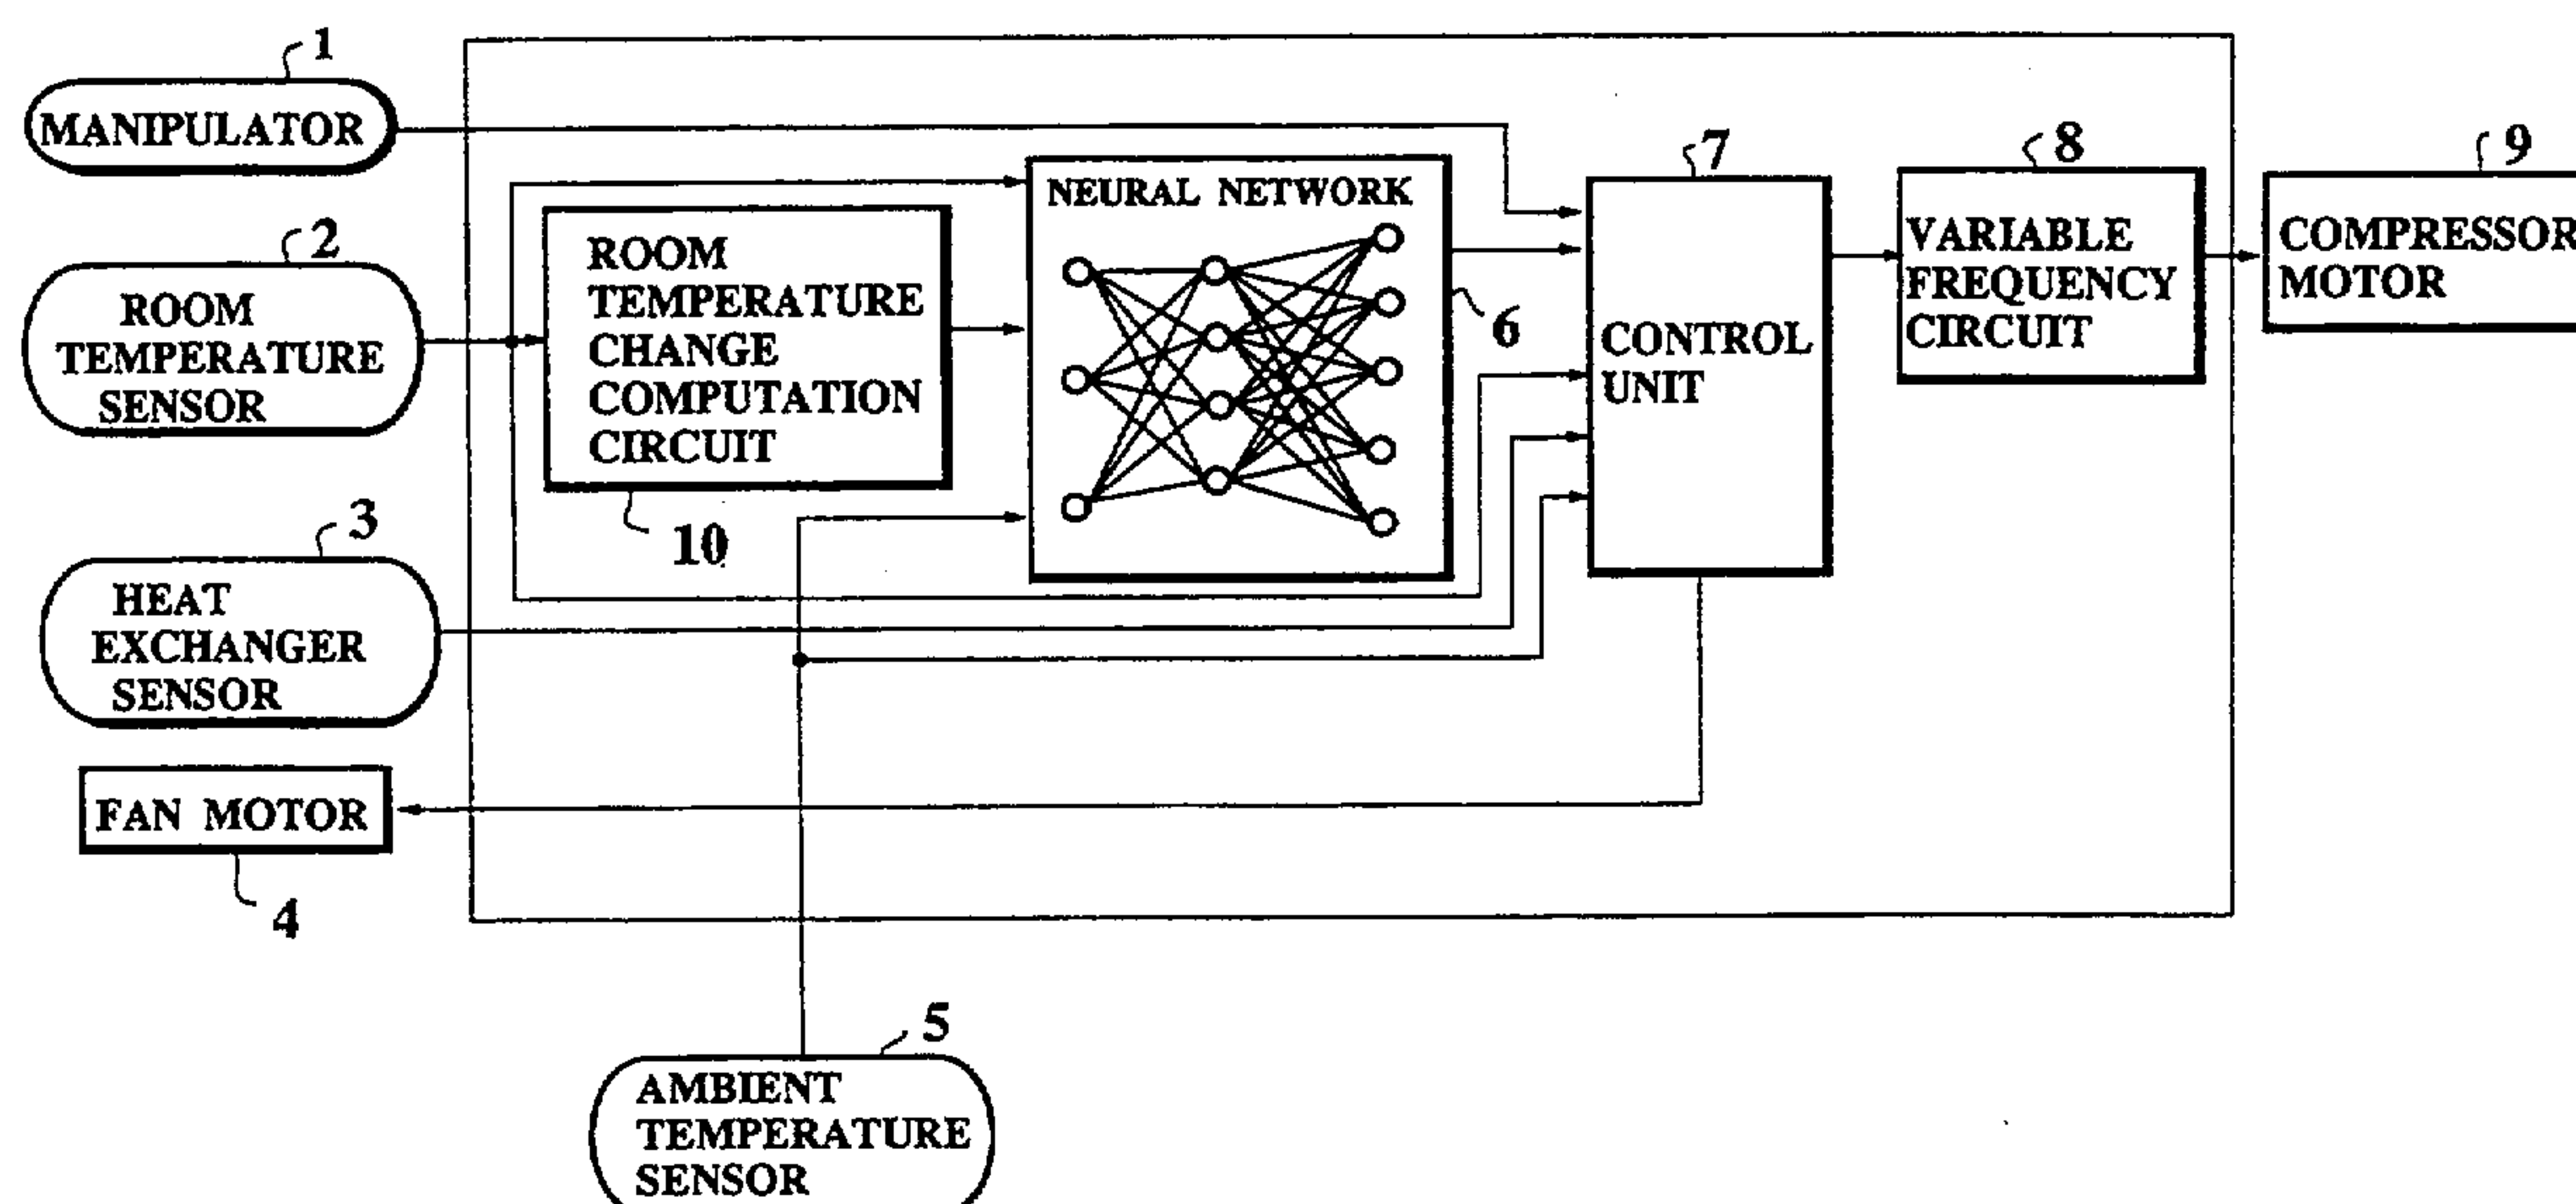 1
MANIPULATOR
2
ROOM
TEMPERATURE
SENSOR
3
HEAT
EXCHANGER
SENSOR
FAN MOTOR
4
ROOM
TEMPERATURE
CHANGE
COMPUTATION
CIRCUIT
10
NEURAL NETWORK
6
7
CONTROL
UNIT
8
VARIABLE
FREQUENCY
CIRCUIT
9
COMPRESSOR
MOTOR
5
AMBIENT
TEMPERATURE
SENSOR